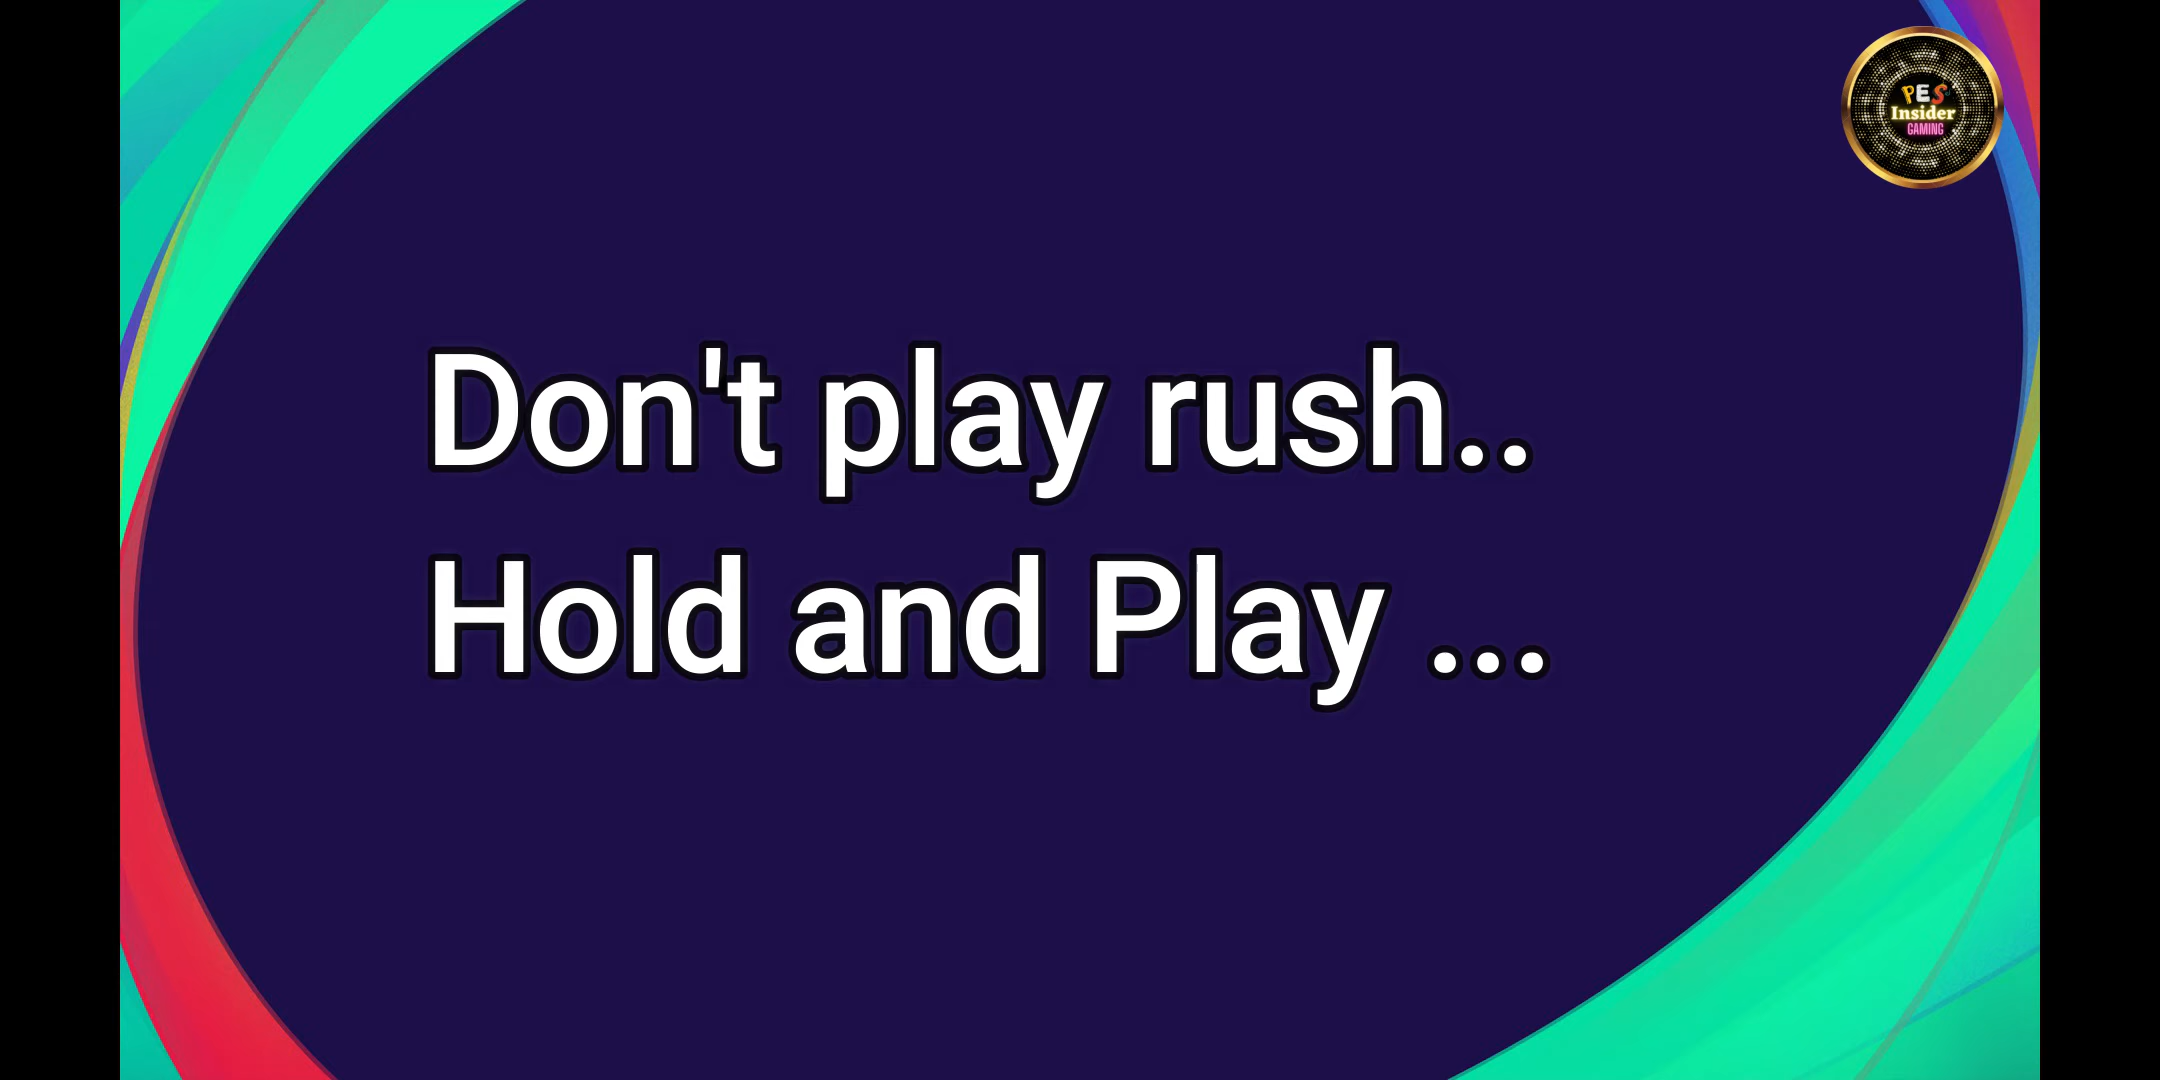 PES
Insider
GAMING
Don't play rush..
Hold and Play ...